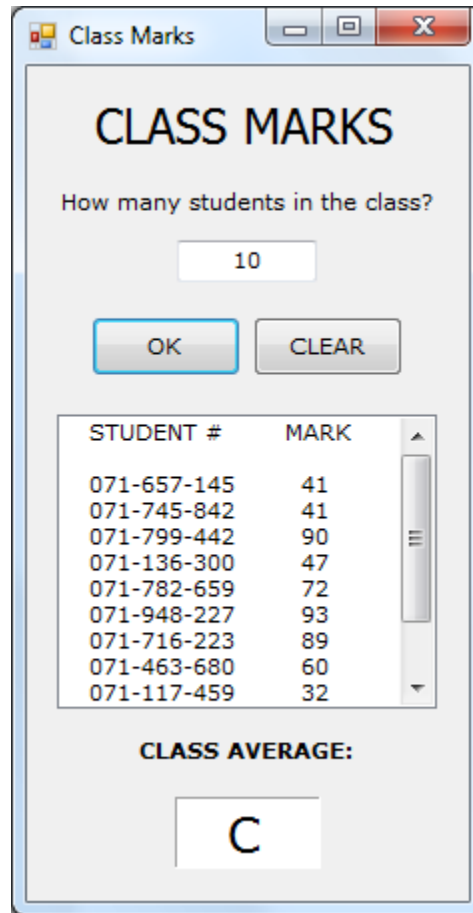 Class Marks
CLASS MARKS
How many students in the class?
10
OK CLEAR
STUDENT # MARK
071-657-145 41
071-745-842 41
071-799-442 90
071-136-300 47
071-782-659 72
071-948-227 93
071-716-223 89
071-463-680 60
071-117-459 32
CLASS AVERAGE:
C